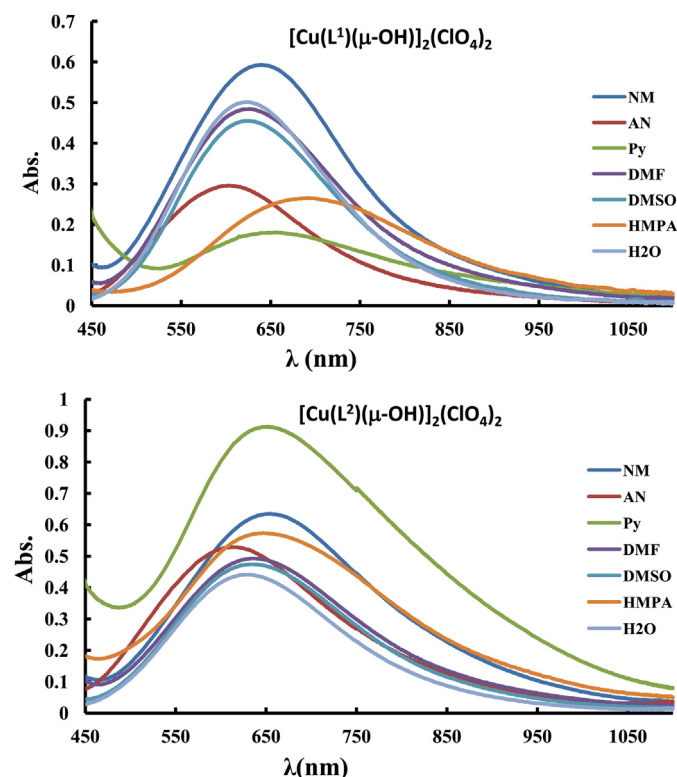 [Cu(L¹)(μ-OH)]₂(ClO₄)₂
0.7
0.6
0.5
0.4
0.3
0.2
0.1
0
Abs.
NM
AN
Py
DMF
DMSO
HMPA
H2O
450 550 650 750 850 950 1050
λ (nm)
[Cu(L²)(μ-OH)]₂(ClO₄)₂
1
0.9
0.8
0.7
0.6
0.5
0.4
0.3
0.2
0.1
0
Abs.
NM
AN
Py
DMF
DMSO
HMPA
H2O
450 550 650 750 850 950 1050
λ(nm)